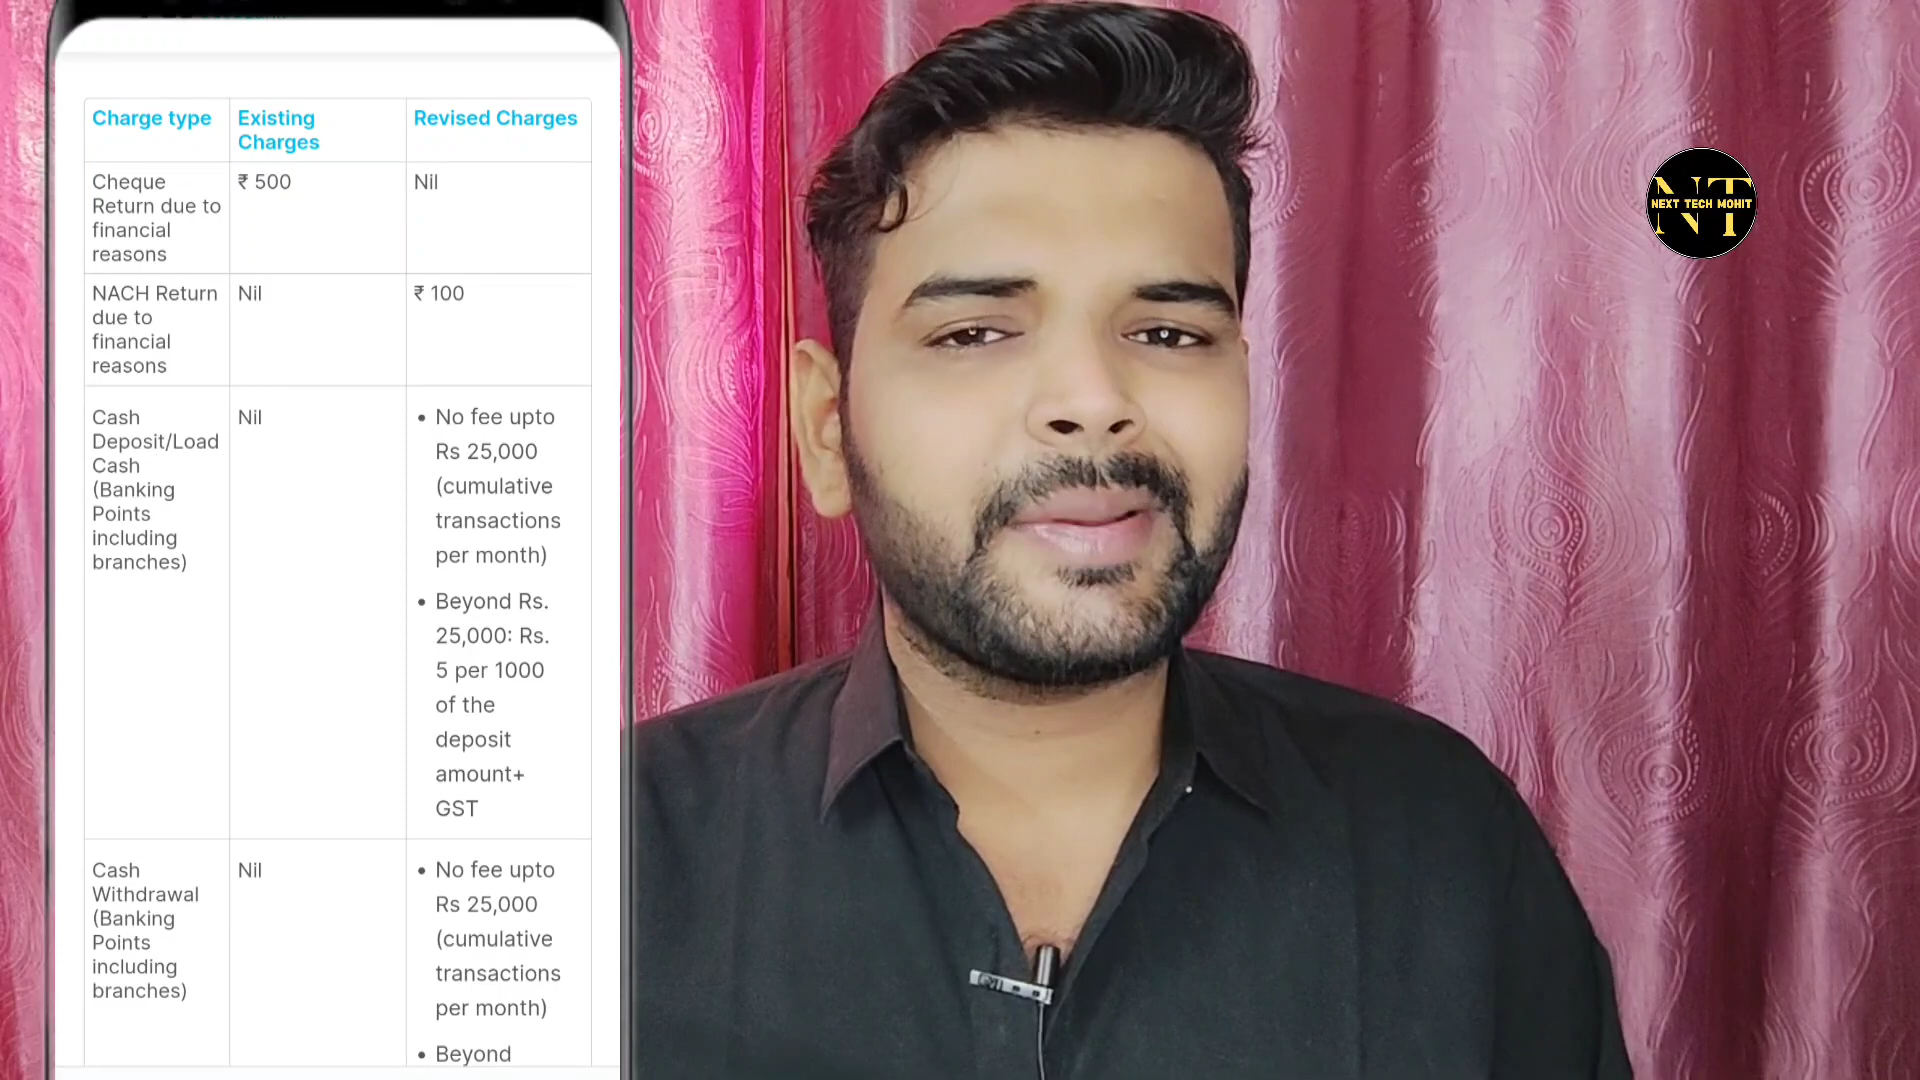 Charge type
Existing
Charges
Revised Charges
Cheque
Return due to
financial
reasons
₹ 500
Nil
NACH Return
due to
financial
reasons
Nil
₹ 100
Cash
Deposit/Load
Cash
(Banking
Points
including
branches)
Nil
• No fee upto
Rs 25,000
(cumulative
transactions
per month)
• Beyond Rs.
25,000: Rs.
5 per 1000
of the
deposit
amount+
GST
Cash
Withdrawal
(Banking
Points
including
branches)
Nil
• No fee upto
Rs 25,000
(cumulative
transactions
per month)
• Beyond
NT
NEXT TECH MOHIT